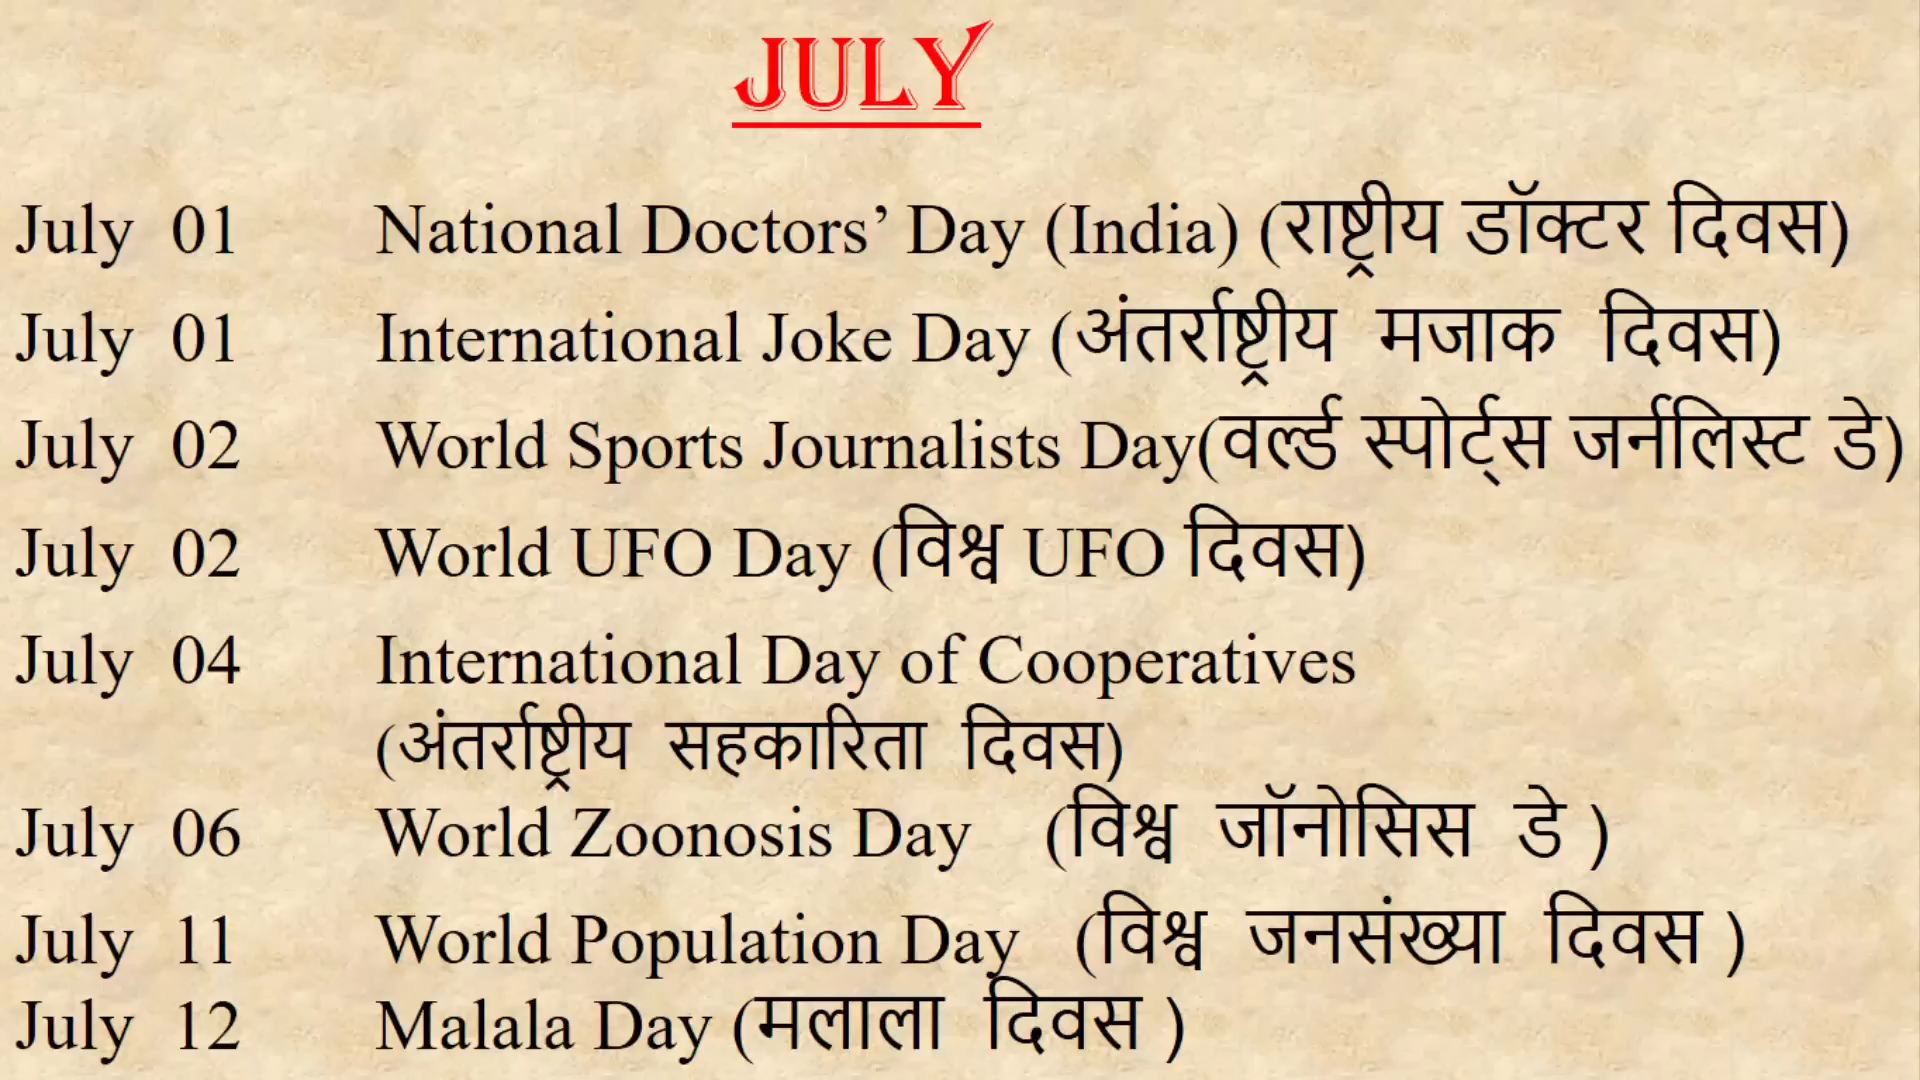 JULY
July 01 National Doctors’ Day (India) (राष्ट्रीय डॉक्टर दिवस)
July 01 International Joke Day (अंतर्राष्ट्रीय मजाक दिवस)
July 02 World Sports Journalists Day(वर्ल्ड स्पोर्ट्स जर्नलिस्ट डे)
July 02 World UFO Day (विश्व UFO दिवस)
July 04 International Day of Cooperatives
(अंतर्राष्ट्रीय सहकारिता दिवस)
July 06 World Zoonosis Day (विश्व जॉनोसिस डे )
July 11 World Population Day (विश्व जनसंख्या दिवस )
July 12 Malala Day (मलाला दिवस )